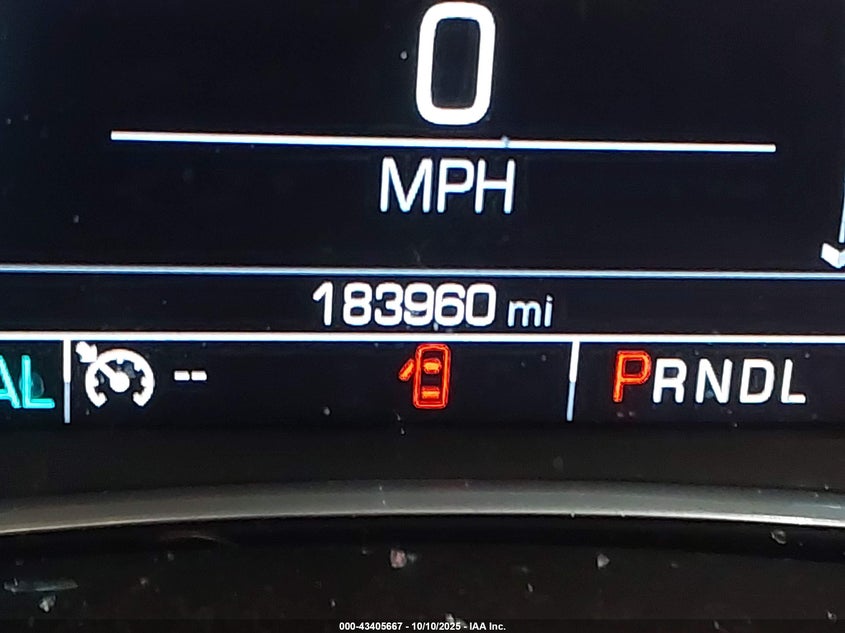 0
MPH
183960 mi
AL -- PRNDL
000-43405667 - 10/10/2025 - IAA Inc.